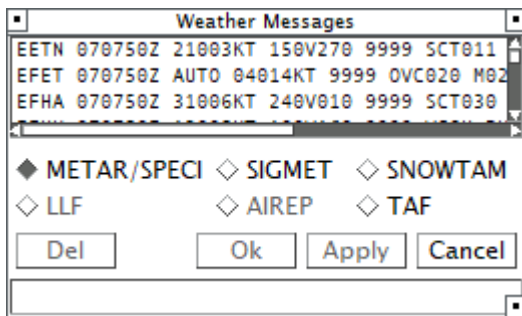 Weather Messages
EETN 070750Z 21003KT 150V270 9999 SCT011
EFET 070750Z AUTO 04014KT 9999 OVC020 M02
EFHA 070750Z 31006KT 240V010 9999 SCT030
METAR/SPECI SIGMET SNOWTAM
LLF AIREP TAF
Del Ok Apply Cancel